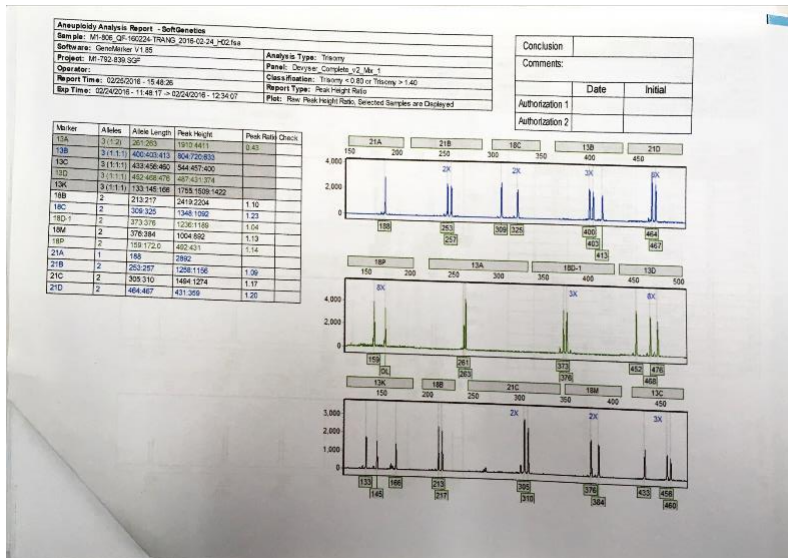 Aneuploidy Analysis Report - SoftGenetics
Sample: M1-806_QF-160224-TRANG_2016-02-24_H02.fsa
Software: GeneMarker V1.85
Project: M1-792-839.SGF
Analysis Type: Trisomy
Operator:
Panel: Devyser_Complete_v2_Mix_1
Report Time: 02/25/2016 - 15:48:26
Classification: Trisomy < 0.80 or Trisomy > 1.40
Exp Time: 02/24/2016 - 11:48:17 -> 02/24/2016 - 12:34:07
Report Type: Peak Height Ratio
Plot: Raw Peak Height Ratio, Selected Samples are Displayed
Conclusion
Comments:
Date Initial
Authorization 1
Authorization 2
Marker Alleles Allele Length Peak Height Peak Ratio Check
13A 3 (1:2) 261:263 1910:4411 0.43
13B 3 (1:1:1) 400:403:413 804:720:633
13C 3 (1:1:1) 433:456:460 544:457:400
13D 3 (1:1:1) 452:468:476 487:431:374
13K 3 (1:1:1) 133:145:166 1755:1509:1422
18B 2 213:217 2419:2204 1.10
18C 2 309:325 1348:1092 1.23
18D-1 2 373:376 1236:1189 1.04
18M 2 376:384 1004:892 1.13
18P 2 159:172.0 492:431 1.14
21A 1 188 2892
21B 2 253:257 1258:1156 1.09
21C 2 305:310 1494:1274 1.17
21D 2 464:467 431:359 1.20
21A 21B 18C 13B 21D
150 200 250 300 350 400 450
4,000
2X 2X 3X 8X
2,000
0
188 253 309 325 400 464
257 403 467
413
18P 13A 18D-1 13D
150 200 250 300 350 400 450 500
8X 3X 8X
4,000
2,000
0
159 261 373 452 476
OL 263 376 468
13K 18B 21C 18M 13C
150 200 250 300 350 400 450
2X 2X 3X
3,000
2,000
1,000
0
133 166 213 305 376 433 456
145 217 310 384 460